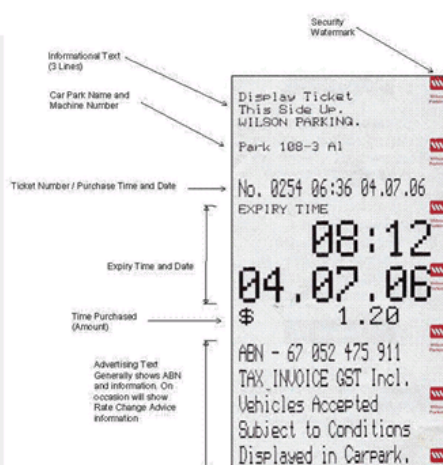 Security
Watermark
Informational Text
(3 Lines)
Car Park Name and
Machine Number
Ticket Number / Purchase Time and Date
Expiry Time and Date
Time Purchased
(Amount)
Advertising Text
Generally shows ABN
and information. On
occasion will show
Rate Change Advice
information
Display Ticket
This Side Up.
WILSON PARKING.
Park 108-3 A1
No. 0254 06:36 04.07.06
EXPIRY TIME
08:12
04.07.06
$ 1.20
ABN - 67 052 475 911
TAX INVOICE GST Incl.
Vehicles Accepted
Subject to Conditions
Displayed in Carpark.